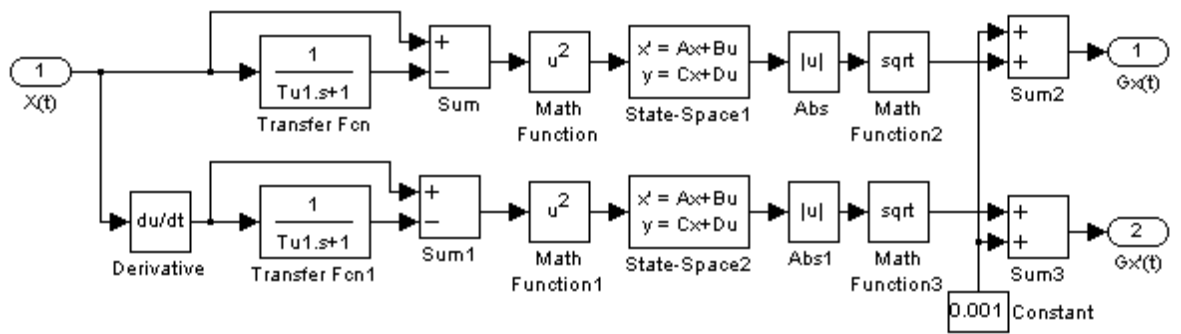 1
X(t)
1
Tu1.s+1
Transfer Fcn
+
−
Sum
u2
Math
Function
x' = Ax+Bu
y = Cx+Du
State-Space1
|u|
Abs
sqrt
Math
Function2
+
+
Sum2
1
Gx(t)
du/dt
Derivative
1
Tu1.s+1
Transfer Fcn1
+
−
Sum1
u2
Math
Function1
x' = Ax+Bu
y = Cx+Du
State-Space2
|u|
Abs1
sqrt
Math
Function3
+
+
Sum3
2
Gx'(t)
0.001
Constant